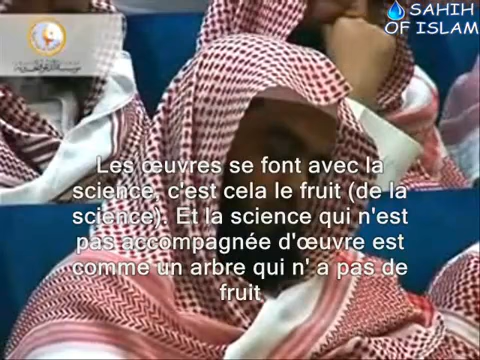 SAHIH
OF ISLAM
Les œuvres se font avec la
science, c'est cela le fruit (de la
science). Et la science qui n'est
pas accompagnée d'œuvre est
comme un arbre qui n' a pas de
fruit